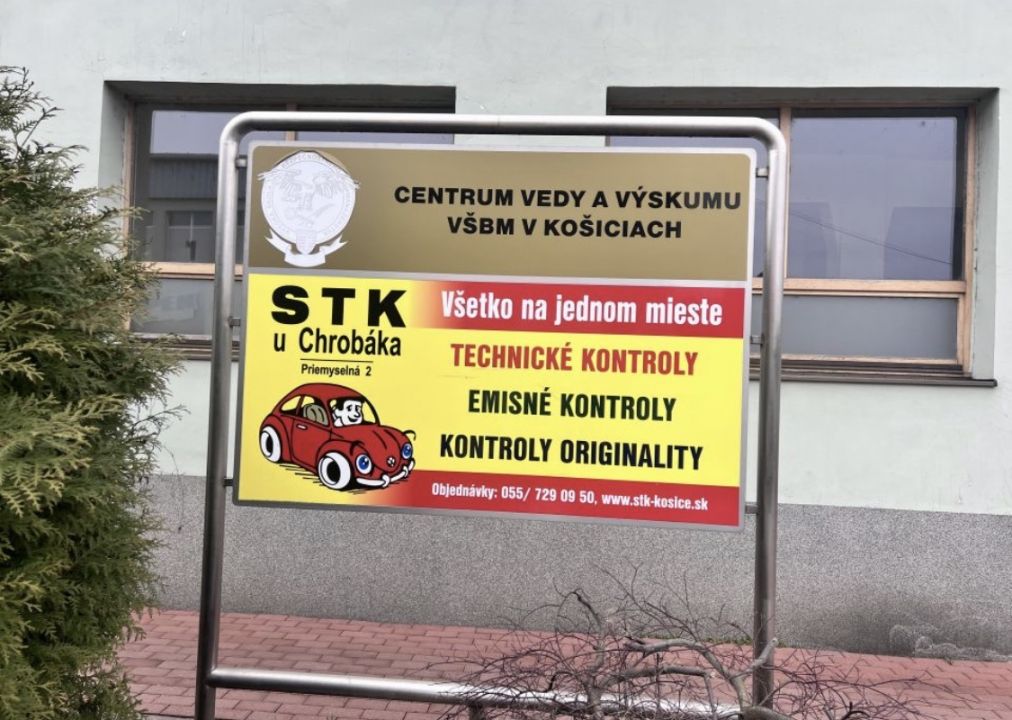 CENTRUM VEDY A VÝSKUMU
VŠBM V KOŠICIACH
STK
u Chrobáka
Priemyselná 2
Všetko na jednom mieste
TECHNICKÉ KONTROLY
EMISNÉ KONTROLY
KONTROLY ORIGINALITY
Objednávky: 055/ 729 09 50, www.stk-kosice.sk